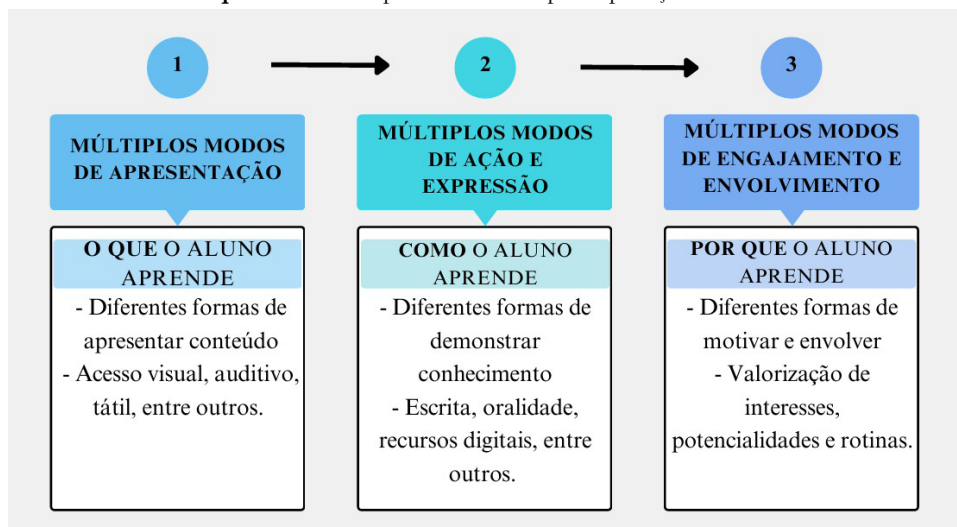 1
2
3
MÚLTIPLOS MODOS
DE APRESENTAÇÃO
MÚLTIPLOS MODOS
DE AÇÃO E
EXPRESSÃO
MÚLTIPLOS MODOS
DE ENGAJAMENTO E
ENVOLVIMENTO
O QUE O ALUNO
APRENDE
- Diferentes formas de
apresentar conteúdo
- Acesso visual, auditivo,
tátil, entre outros.
COMO O ALUNO
APRENDE
- Diferentes formas de
demonstrar
conhecimento
- Escrita, oralidade,
recursos digitais, entre
outros.
POR QUE O ALUNO
APRENDE
- Diferentes formas de
motivar e envolver
- Valorização de
interesses,
potencialidades e rotinas.